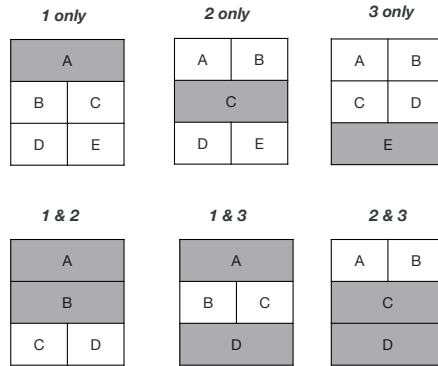 1 only 2 only 3 only
A A B A B
B C C C D
D E D E E
1 & 2 1 & 3 2 & 3
A A A B
B B C C
C D D D